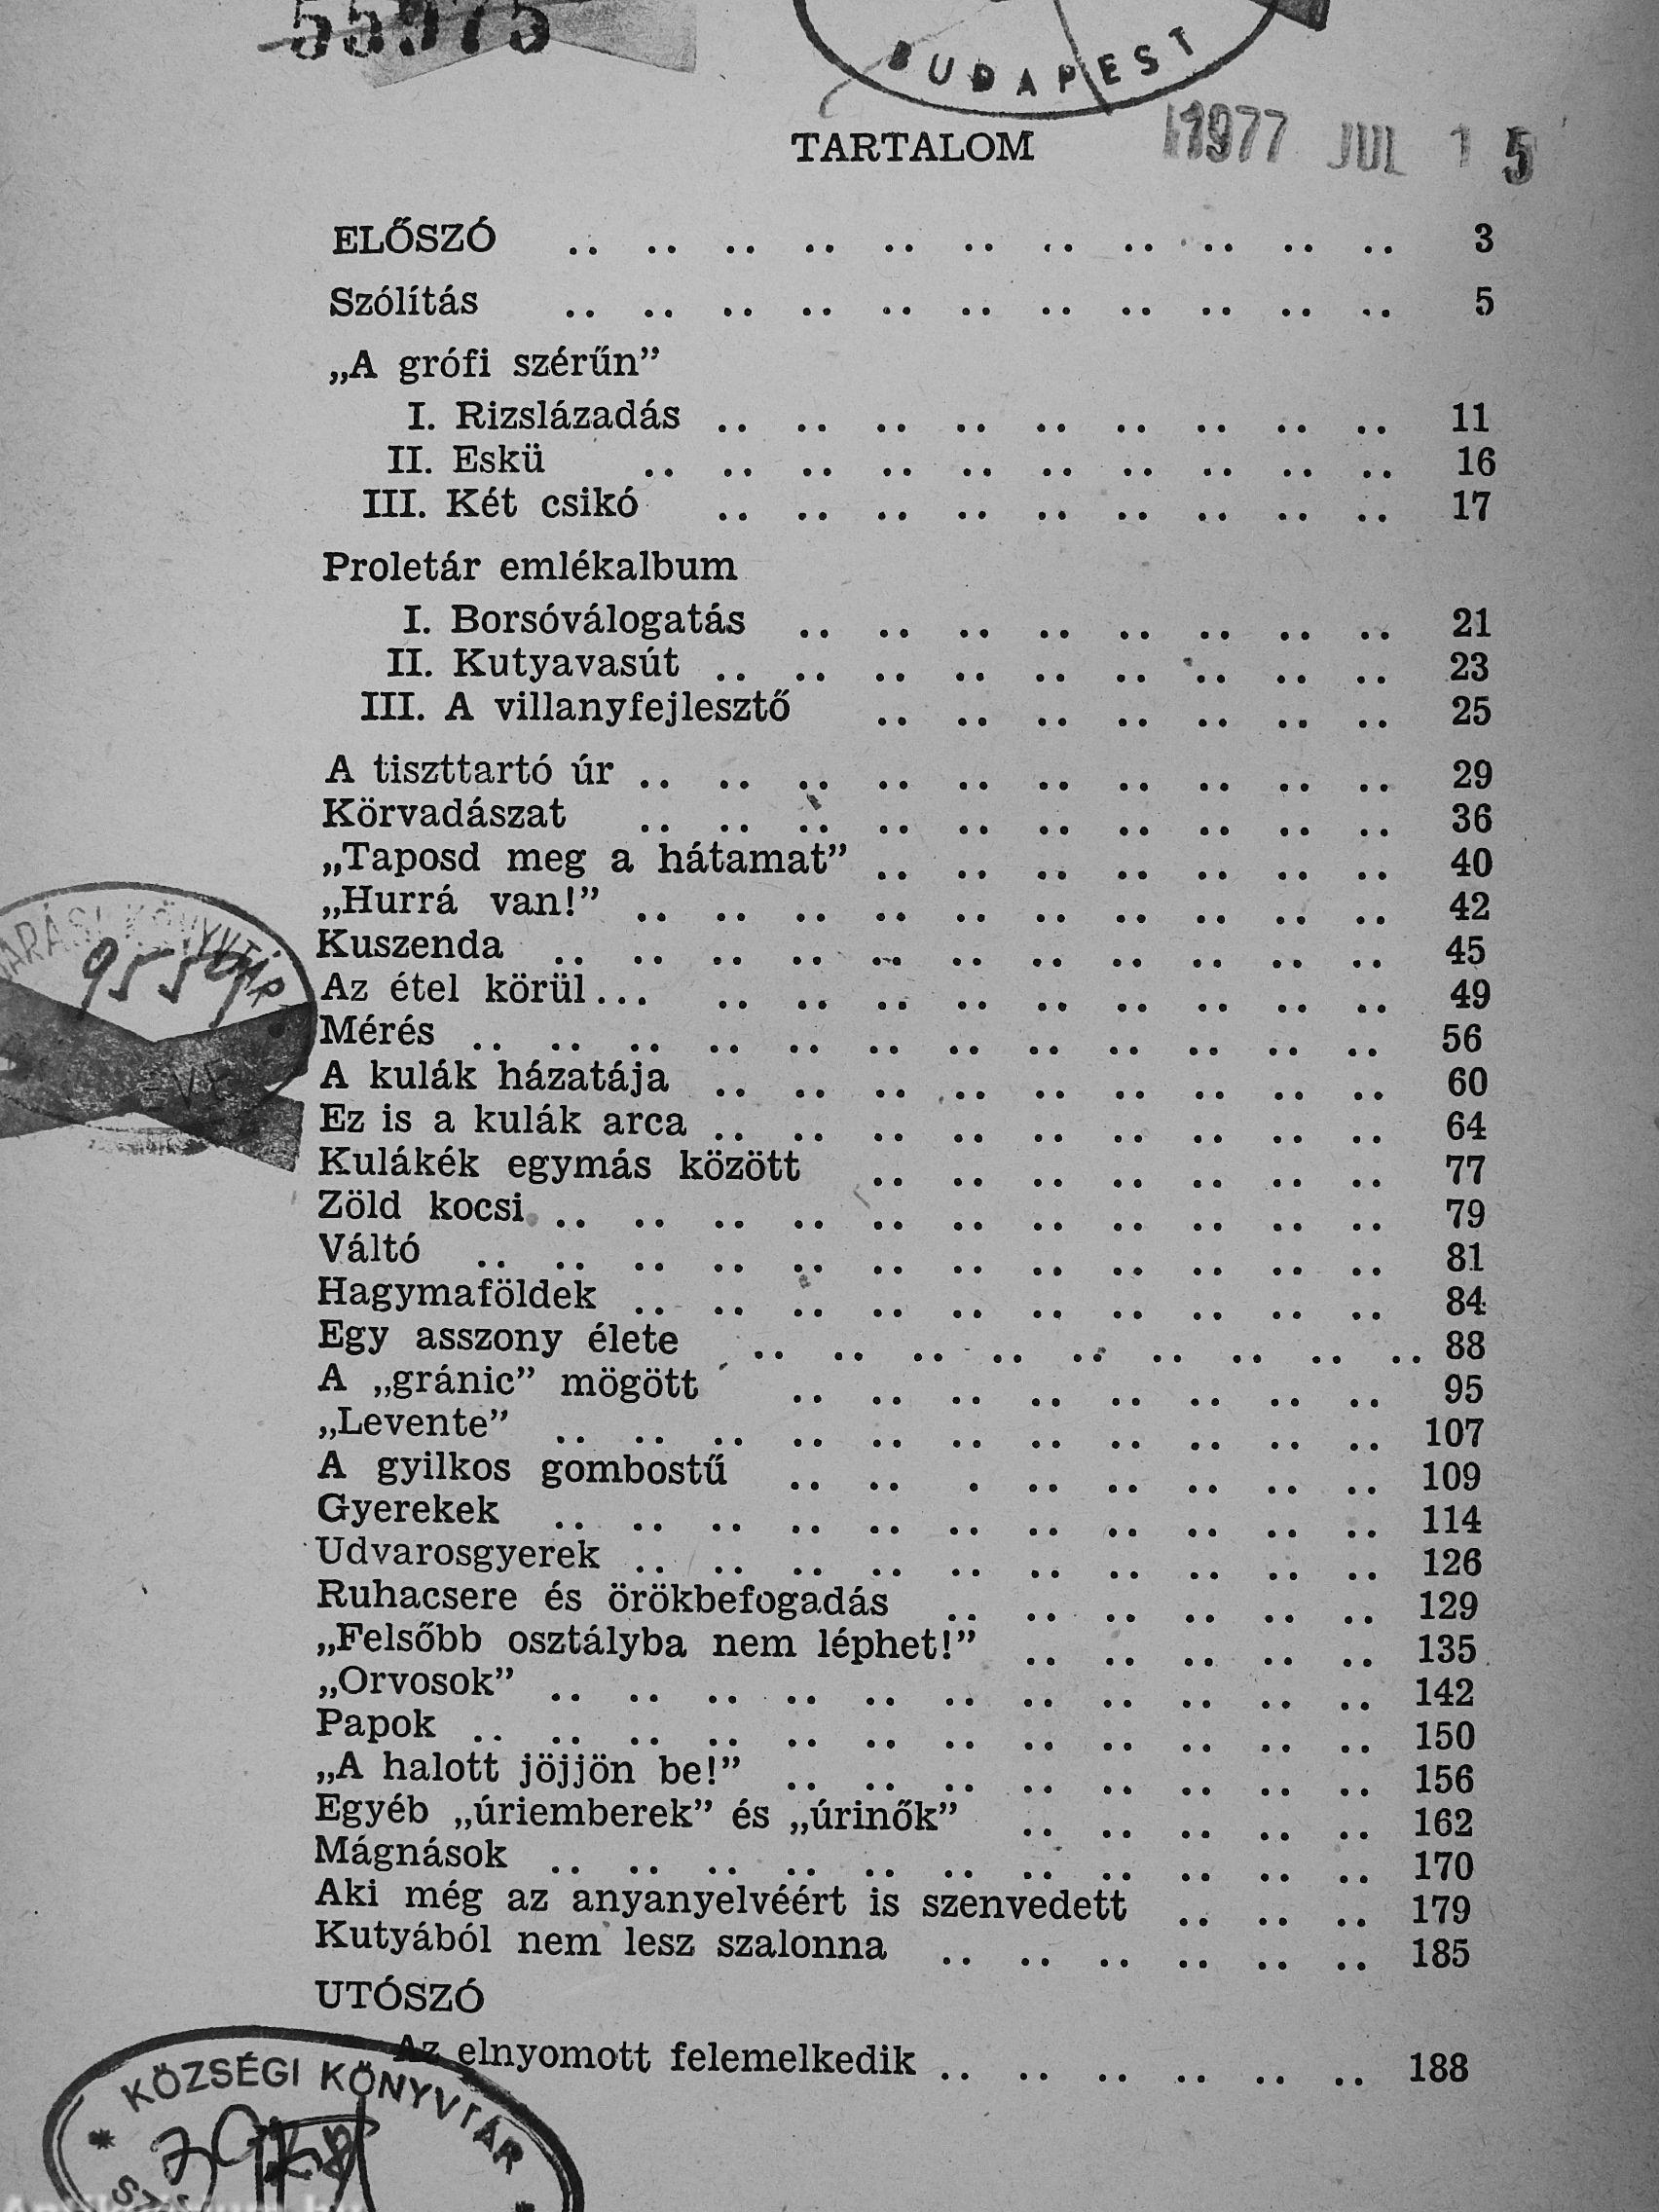 55975
BUDAPEST
TARTALOM
1977 JUL 15
ELŐSZÓ .. .. .. .. .. .. .. .. .. .. .. 3
Szólítás .. .. .. .. .. .. .. .. .. .. .. 5
„A grófi szérűn”
I. Rizslázadás .. .. .. .. .. .. .. .. .. 11
II. Eskü .. .. .. .. .. .. .. .. .. .. 16
III. Két csikó .. .. .. .. .. .. .. .. .. 17
Proletár emlékalbum
I. Borsóválogatás .. .. .. .. .. .. .. .. 21
II. Kutyavasút .. .. .. .. .. .. .. .. .. 23
III. A villanyfejlesztő .. .. .. .. .. .. .. 25
A tiszttartó úr .. .. .. .. .. .. .. .. .. .. 29
Körvadászat .. .. .. .. .. .. .. .. .. .. 36
„Taposd meg a hátamat” .. .. .. .. .. .. .. 40
„Hurrá van!” .. .. .. .. .. .. .. .. .. .. 42
Kuszenda .. .. .. .. .. .. .. .. .. .. .. 45
Az étel körül... .. .. .. .. .. .. .. .. .. 49
Mérés .. .. .. .. .. .. .. .. .. .. .. .. 56
A kulák házatája .. .. .. .. .. .. .. .. .. 60
Ez is a kulák arca .. .. .. .. .. .. .. .. .. 64
Kulákék egymás között .. .. .. .. .. .. .. 77
Zöld kocsi .. .. .. .. .. .. .. .. .. .. .. 79
Váltó .. .. .. .. .. .. .. .. .. .. .. .. 81
Hagymaföldek .. .. .. .. .. .. .. .. .. .. 84
Egy asszony élete .. .. .. .. .. .. .. .. .. 88
A „gránic” mögött .. .. .. .. .. .. .. .. 95
„Levente” .. .. .. .. .. .. .. .. .. .. .. 107
A gyilkos gombostű .. .. . .. .. .. .. .. 109
Gyerekek .. .. .. .. .. .. .. .. .. .. .. 114
Udvarosgyerek .. .. .. .. .. .. .. .. .. .. 126
Ruhacsere és örökbefogadás .. .. .. .. .. .. 129
„Felsőbb osztályba nem léphet!” .. .. .. .. .. 135
„Orvosok” .. .. .. .. .. .. .. .. .. .. .. 142
Papok .. .. .. .. .. .. .. .. .. .. .. .. 150
„A halott jöjjön be!” .. .. .. .. .. .. .. .. 156
Egyéb „úriemberek” és „úrinők” .. .. .. .. .. 162
Mágnások .. .. .. .. .. .. .. .. .. .. .. 170
Aki még az anyanyelvéért is szenvedett .. .. .. 179
Kutyából nem lesz szalonna .. .. .. .. .. .. 185
UTÓSZÓ
Az elnyomott felemelkedik .. .. .. .. .. .. 188
KÖZSÉGI KÖNYVTÁR